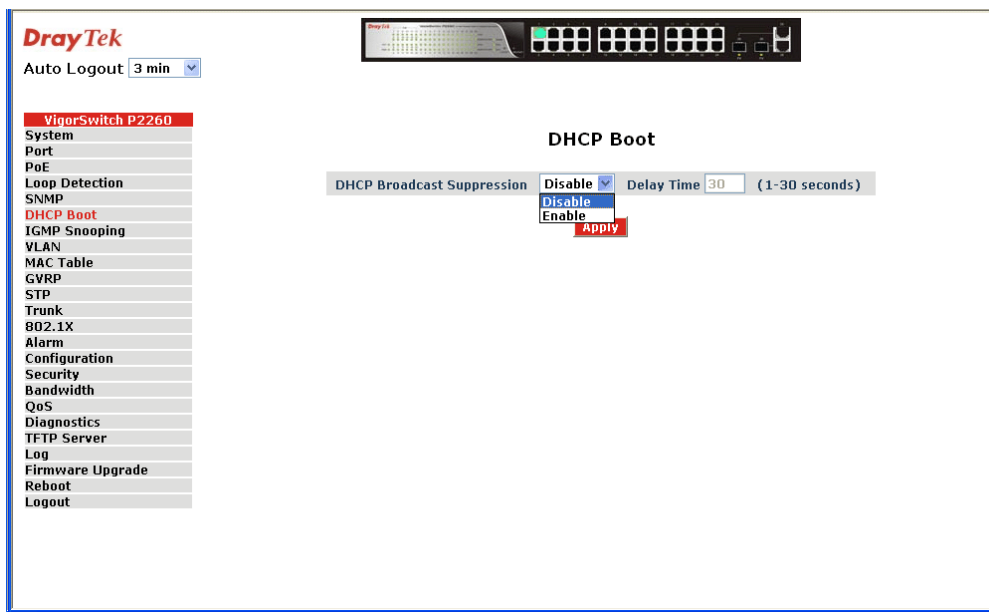 DrayTek
Auto Logout 3 min
DrayTek
VigorSwitch P2260
System
Port
PoE
Loop Detection
SNMP
DHCP Boot
IGMP Snooping
VLAN
MAC Table
GVRP
STP
Trunk
802.1X
Alarm
Configuration
Security
Bandwidth
QoS
Diagnostics
TFTP Server
Log
Firmware Upgrade
Reboot
Logout
DHCP Boot
DHCP Broadcast Suppression Disable Delay Time 30 (1-30 seconds)
Disable
Enable
Apply